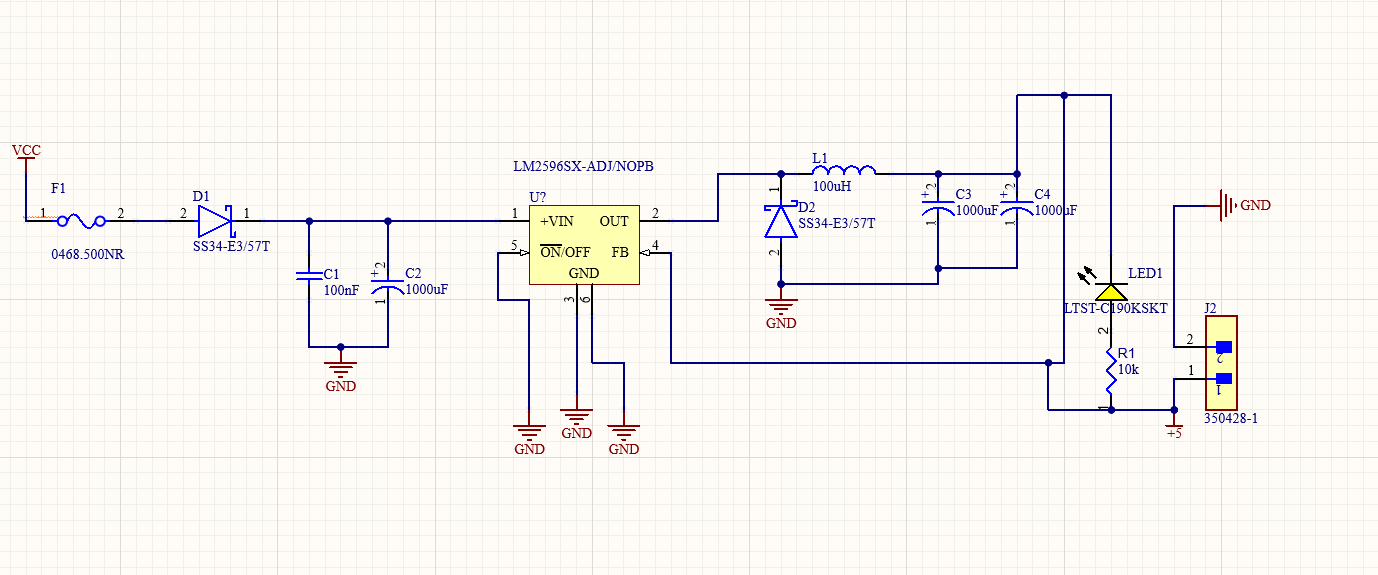 VCC
F1
1
2
0468.500NR
D1
2
1
SS34-E3/57T
C1
100nF
+
2
C2
1000uF
1
GND
LM2596SX-ADJ/NOPB
U?
1
+VIN
OUT
2
5
ON/OFF
FB
4
GND
3
6
GND
GND
GND
L1
100uH
1
D2
SS34-E3/57T
2
GND
+
2
C3
1000uF
1
+
2
C4
1000uF
1
LED1
LTST-C190KSKT
2
R1
10k
1
GND
J2
2
2
1
1
+5
350428-1